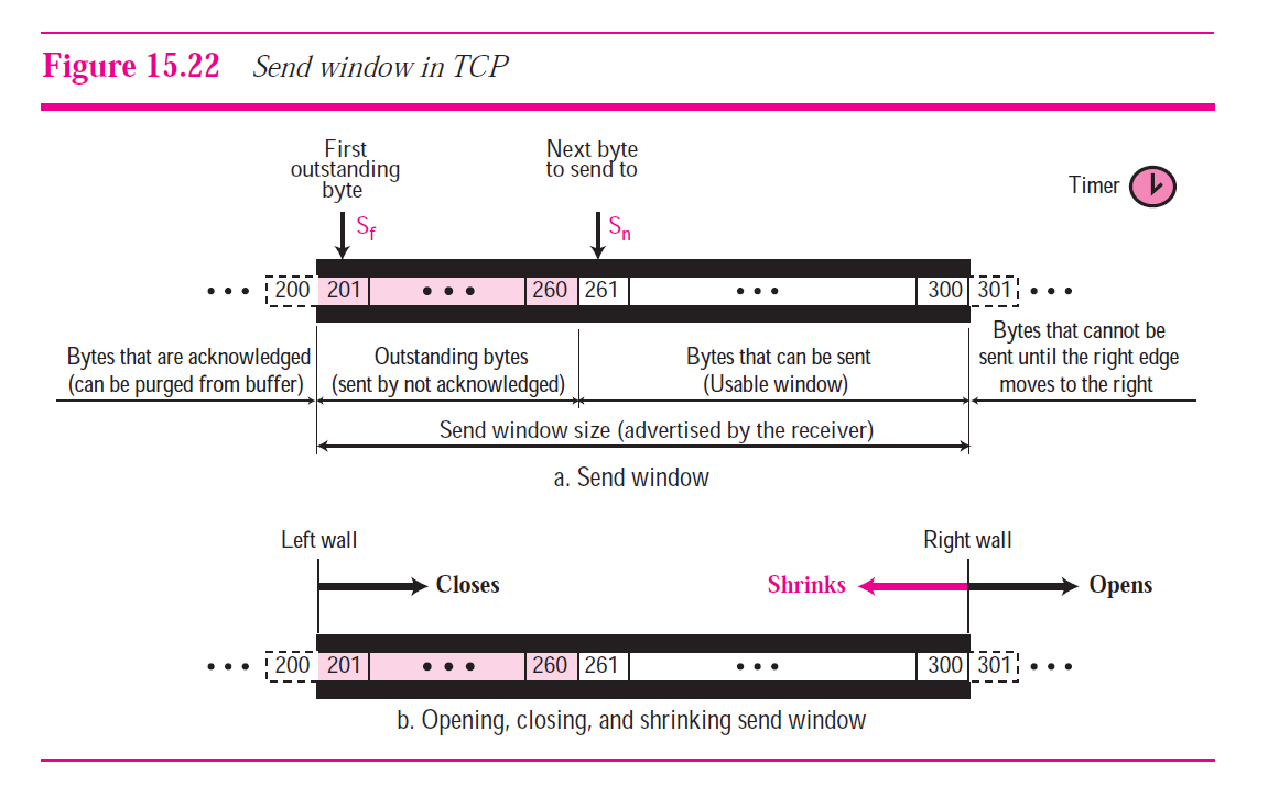 Figure 15.22 Send window in TCP
First
outstanding
byte
Next byte
to send to
Timer
Sf
Sn
• • • 200 201 • • • 260 261 • • • 300 301 • • •
Bytes that are acknowledged
(can be purged from buffer)
Outstanding bytes
(sent by not acknowledged)
Bytes that can be sent
(Usable window)
Bytes that cannot be
sent until the right edge
moves to the right
Send window size (advertised by the receiver)
a. Send window
Left wall
Right wall
Closes
Shrinks
Opens
• • • 200 201 • • • 260 261 • • • 300 301 • • •
b. Opening, closing, and shrinking send window